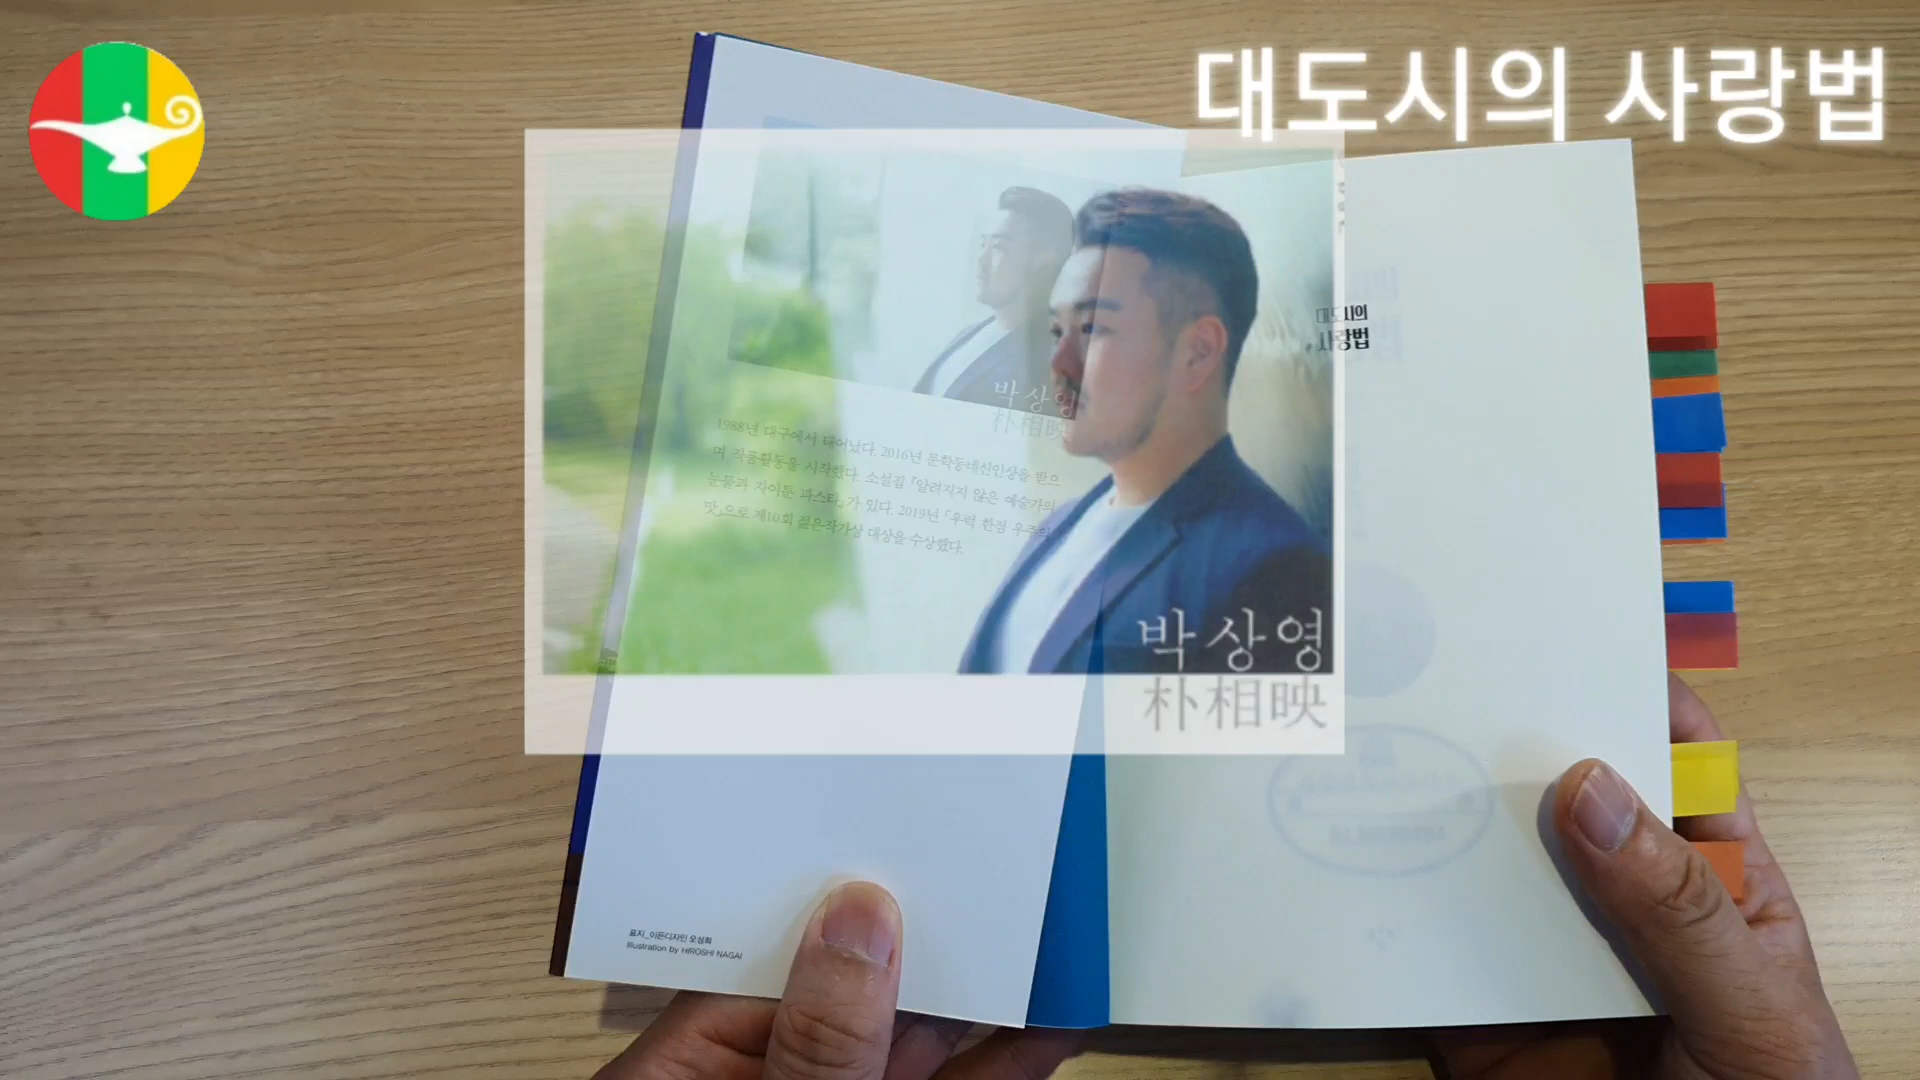 대도시의 사랑법
대도시의
사랑법
박상영
朴相映
1988년 대구에서 태어났다. 2016년 문학동네신인상을 받으
며 작품활동을 시작했다. 소설집 『알려지지 않은 예술가의
눈물과 자이툰 파스타』가 있다. 2019년 「우럭 한점 우주의
맛」으로 제10회 젊은작가상 대상을 수상했다.
박상영
朴相映
표지_이든디자인 오성희
Illustration by HIROSHI NAGAI